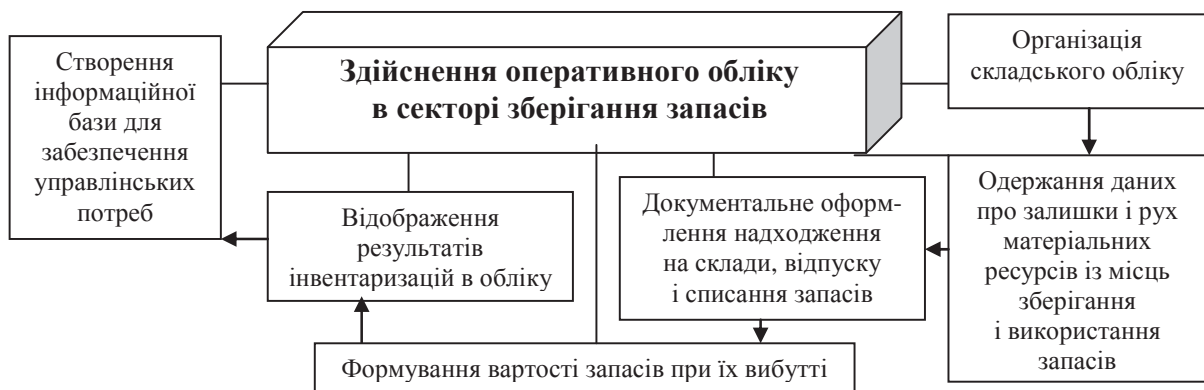 Створення
інформаційної
бази для
забезпечення
управлінських
потреб
Здійснення оперативного обліку
в секторі зберігання запасів
Організація
складського обліку
Відображення
результатів
інвентаризацій в обліку
Документальне оформ-
лення надходження
на склади, відпуску
і списання запасів
Одержання даних
про залишки і рух
матеріальних
ресурсів із місць
зберігання
і використання
запасів
Формування вартості запасів при їх вибутті